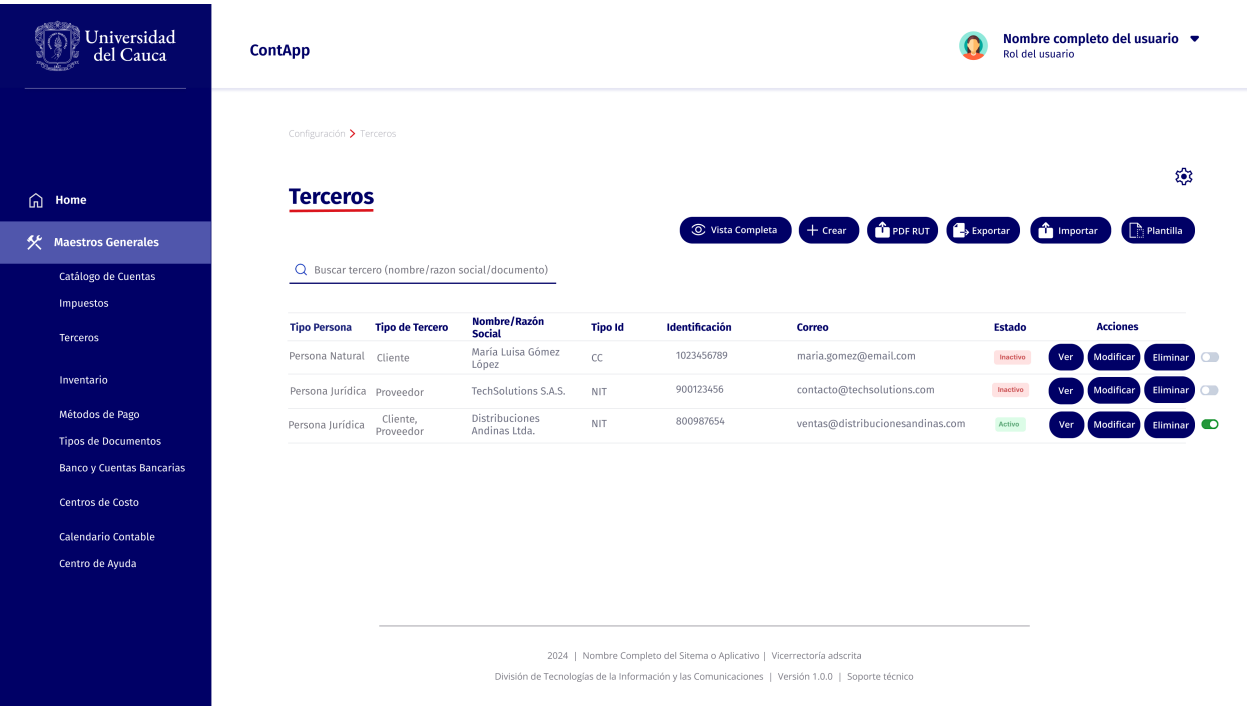 Universidad
del Cauca
ContApp
Nombre completo del usuario
Rol del usuario
Configuración > Terceros
Home
Maestros Generales
Catálogo de Cuentas
Impuestos
Terceros
Inventario
Métodos de Pago
Tipos de Documentos
Banco y Cuentas Bancarias
Centros de Costo
Calendario Contable
Centro de Ayuda
Terceros
Vista Completa Crear PDF RUT Exportar Importar Plantilla
Buscar tercero (nombre/razon social/documento)
Tipo Persona Tipo de Tercero Nombre/Razón Social Tipo Id Identificación Correo Estado Acciones
Persona Natural Cliente María Luisa Gómez López CC 1023456789 maria.gomez@email.com Inactivo Ver Modificar Eliminar
Persona Jurídica Proveedor TechSolutions S.A.S. NIT 900123456 contacto@techsolutions.com Inactivo Ver Modificar Eliminar
Persona Jurídica Cliente, Proveedor Distribuciones Andinas Ltda. NIT 800987654 ventas@distribucionesandinas.com Activo Ver Modificar Eliminar
2024 | Nombre Completo del Sitema o Aplicativo | Vicerrectoría adscrita
División de Tecnologías de la Información y las Comunicaciones | Versión 1.0.0 | Soporte técnico